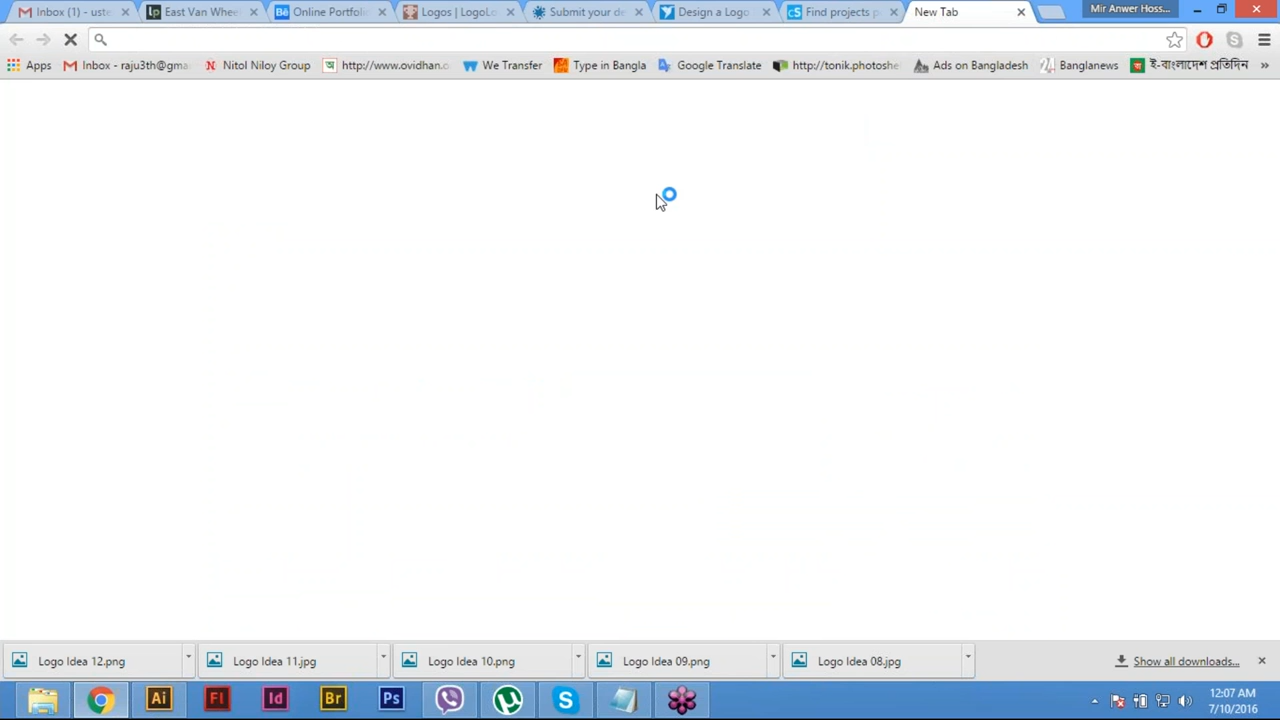 Inbox (1) - uste
East Van Whee
Online Portfoli
Logos | LogoLo
Submit your de
Design a Logo
Find projects p
New Tab
Mir Anwer Hoss...
Apps
Inbox - raju3th@gma
Nitol Niloy Group
http://www.ovidhan.o
We Transfer
Type in Bangla
Google Translate
http://tonik.photoshe
Ads on Bangladesh
Banglanews
ই-বাংলাদেশ প্রতিদিন
»
Logo Idea 12.png
Logo Idea 11.jpg
Logo Idea 10.png
Logo Idea 09.png
Logo Idea 08.jpg
Show all downloads...
Ai
Fl
Id
Br
Ps
12:07 AM
7/10/2016